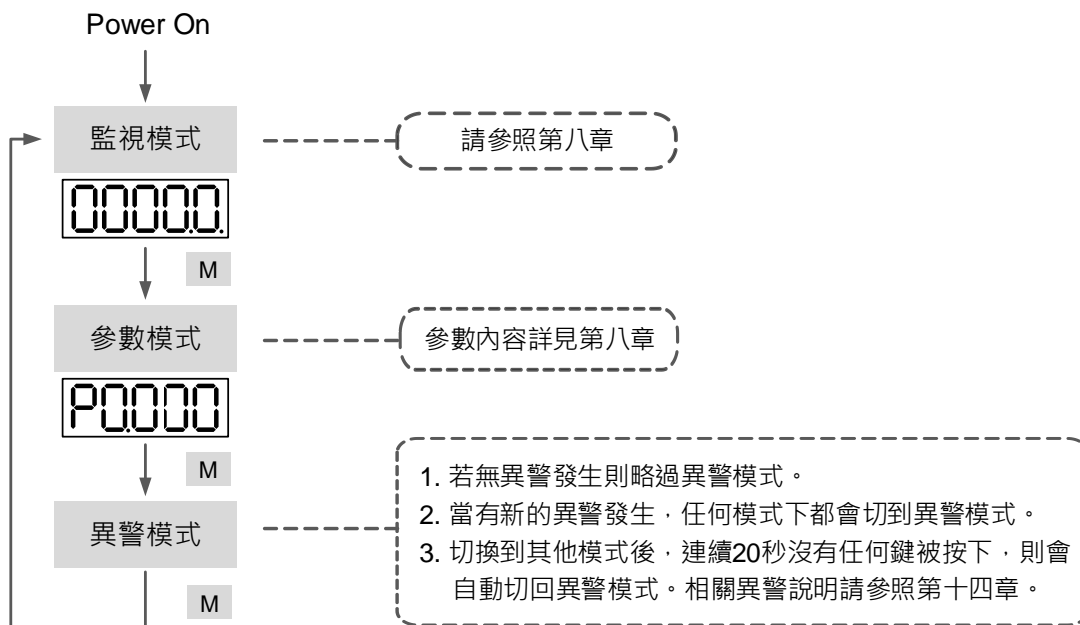 Power On
監視模式
請參照第八章
00000.0.
M
參數模式
參數內容詳見第八章
P0.000
M
異警模式
1. 若無異警發生則略過異警模式。
2. 當有新的異警發生，任何模式下都會切到異警模式。
3. 切換到其他模式後，連續20秒沒有任何鍵被按下，則會
自動切回異警模式。相關異警說明請參照第十四章。
M